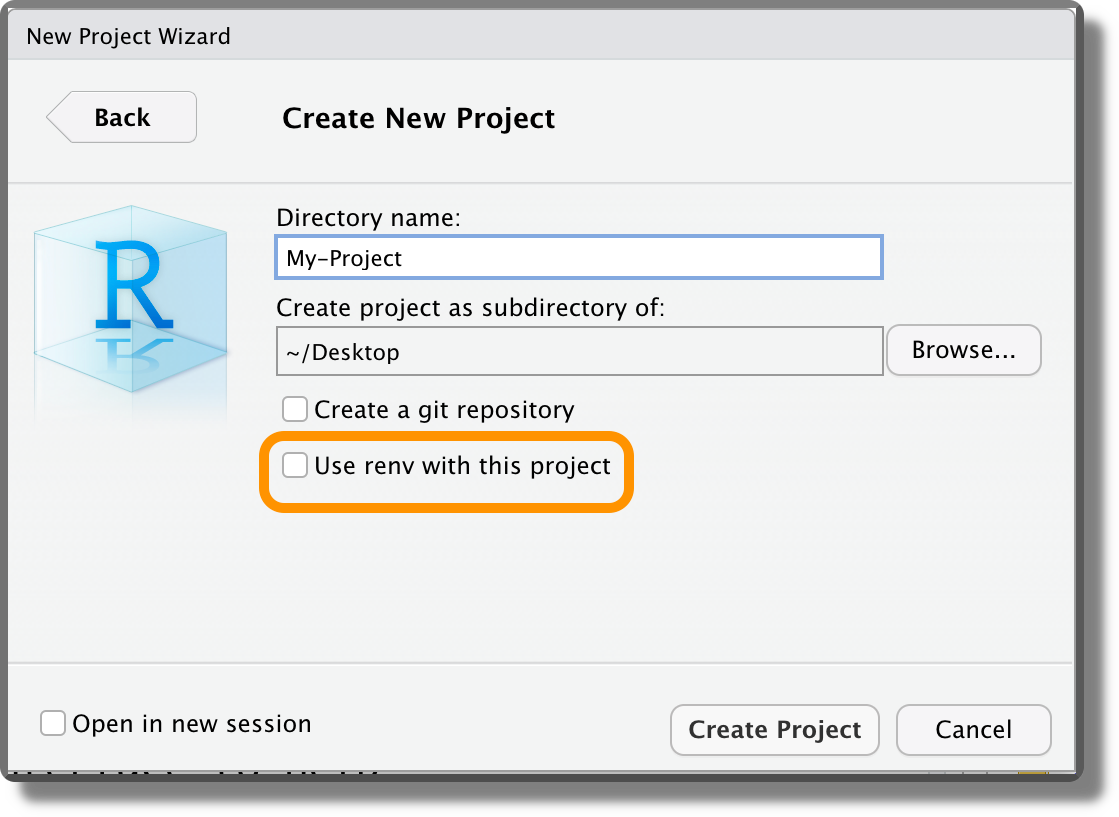 New Project Wizard
Back
Create New Project
R
Directory name:
My-Project
Create project as subdirectory of:
~/Desktop
Browse...
Create a git repository
Use renv with this project
Open in new session
Create Project
Cancel